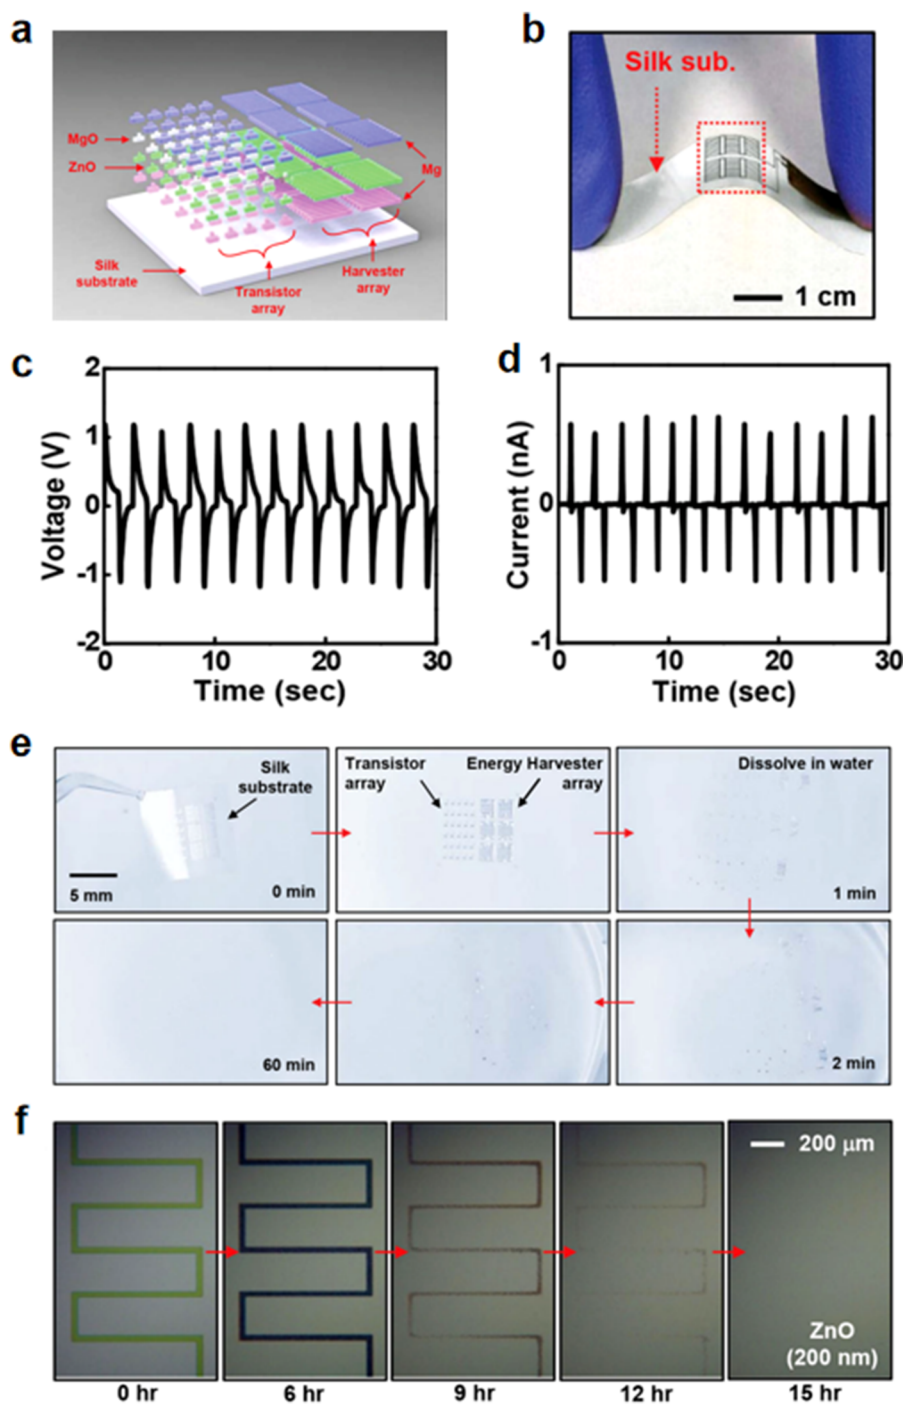 a
MgO
ZnO
Mg
Silk
substrate
Transistor
array
Harvester
array
b
Silk sub.
1 cm
c
2
1
0
-1
-2
Voltage (V)
0
10
20
30
Time (sec)
d
1
0
-1
Current (nA)
0
10
20
30
Time (sec)
e
Silk
substrate
5 mm
0 min
Transistor
array
Energy Harvester
array
Dissolve in water
1 min
60 min
2 min
f
200 μm
ZnO
(200 nm)
0 hr
6 hr
9 hr
12 hr
15 hr